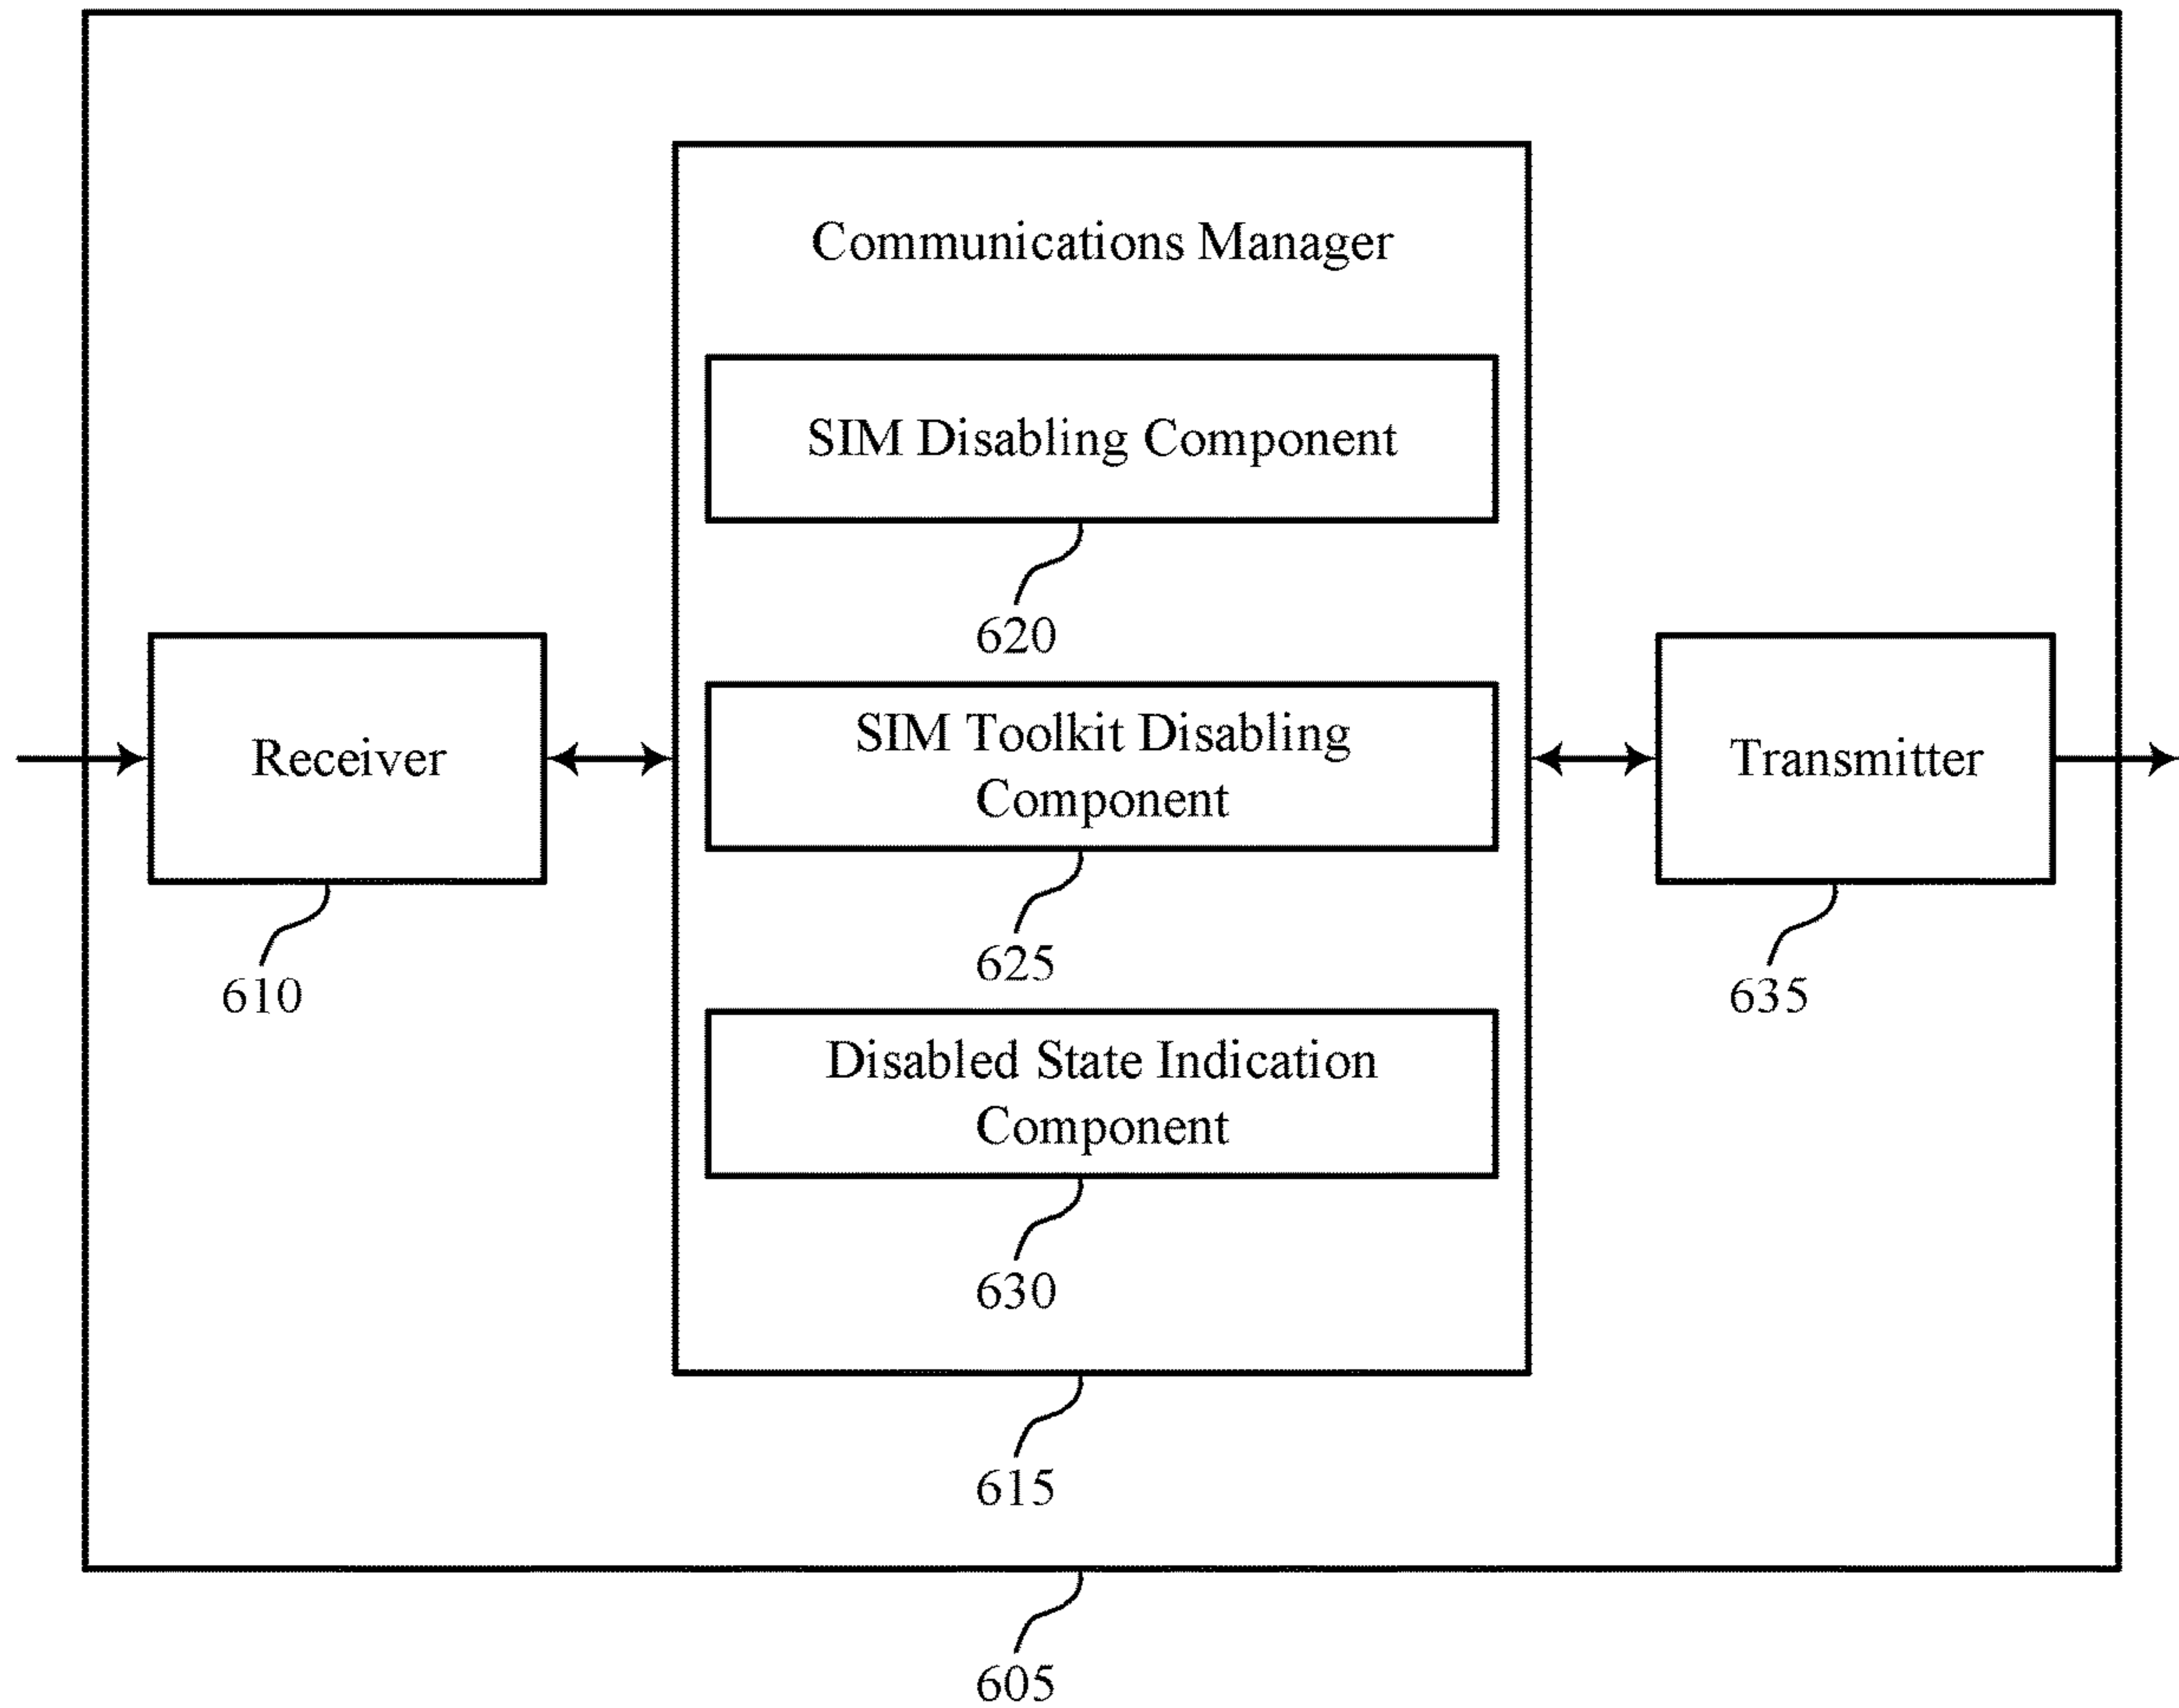 Communications Manager
SIM Disabling Component
620
Receiver
610
SIM Toolkit Disabling
Component
625
Transmitter
635
Disabled State Indication
Component
630
615
605